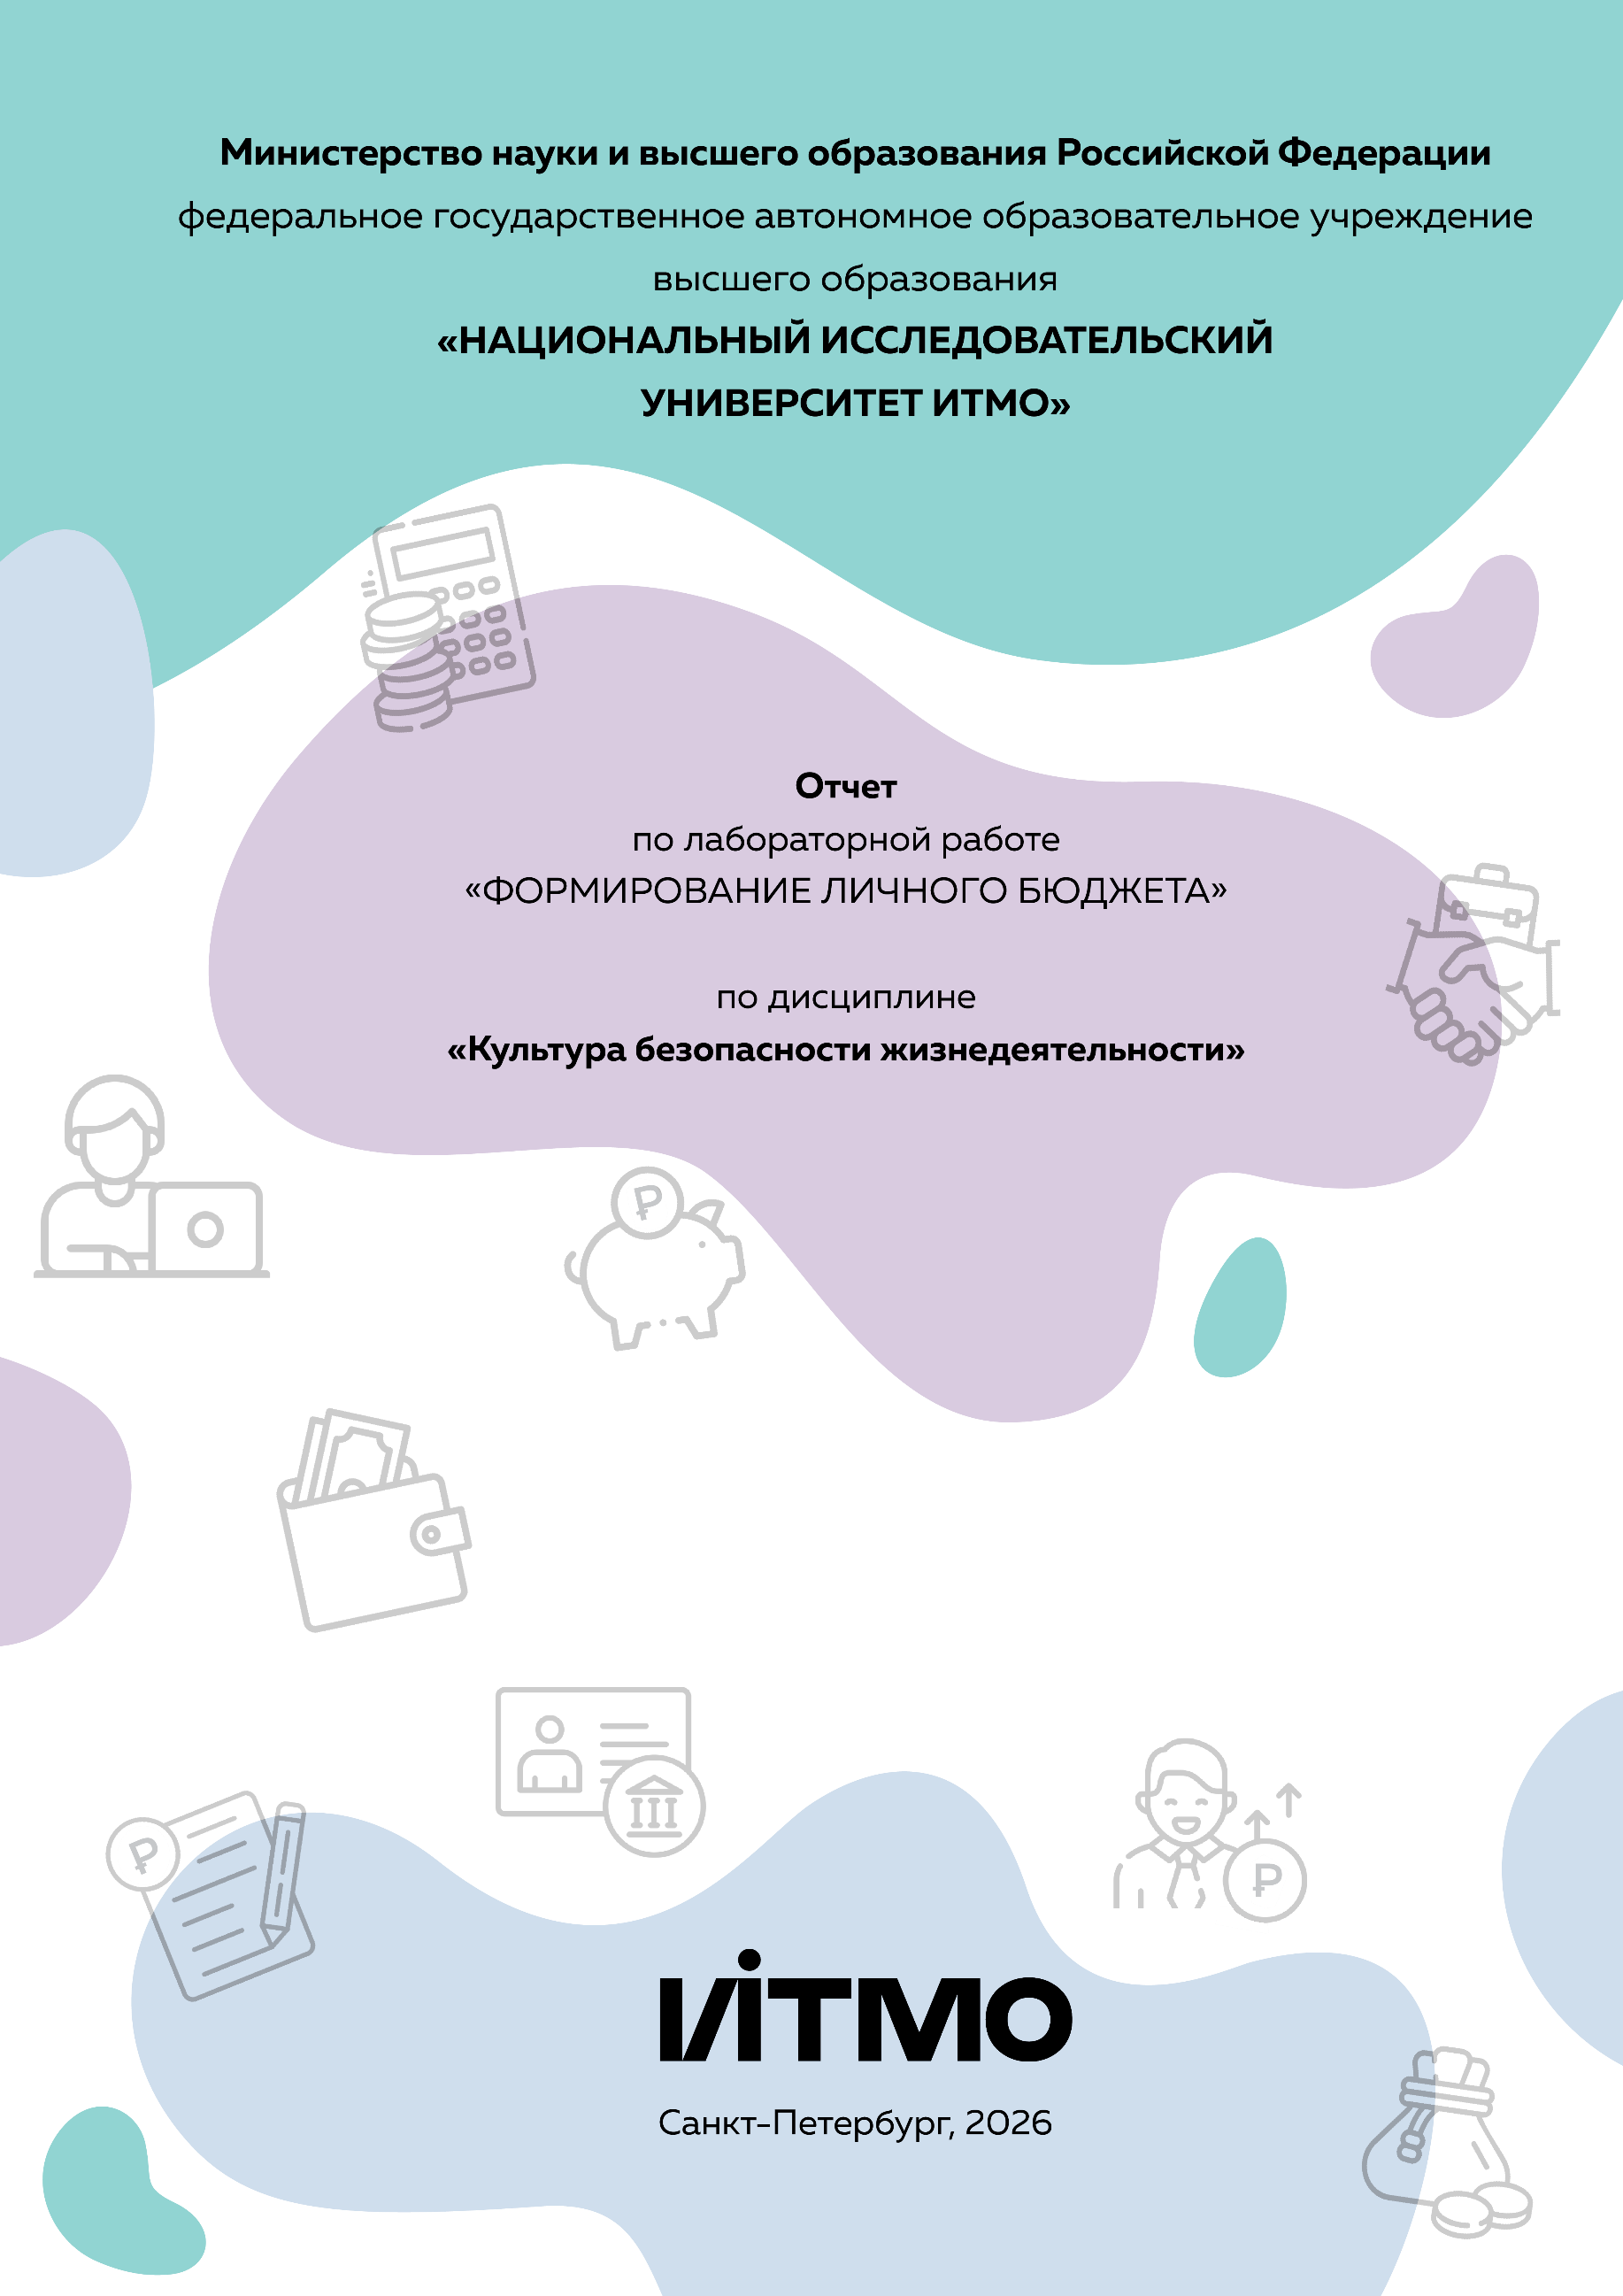 Министерство науки и высшего образования Российской Федерации
федеральное государственное автономное образовательное учреждение
высшего образования
«НАЦИОНАЛЬНЫЙ ИССЛЕДОВАТЕЛЬСКИЙ
УНИВЕРСИТЕТ ИТМО»
Отчет
по лабораторной работе
«ФОРМИРОВАНИЕ ЛИЧНОГО БЮДЖЕТА»
по дисциплине
«Культура безопасности жизнедеятельности»
ИТМО
Санкт-Петербург, 2026